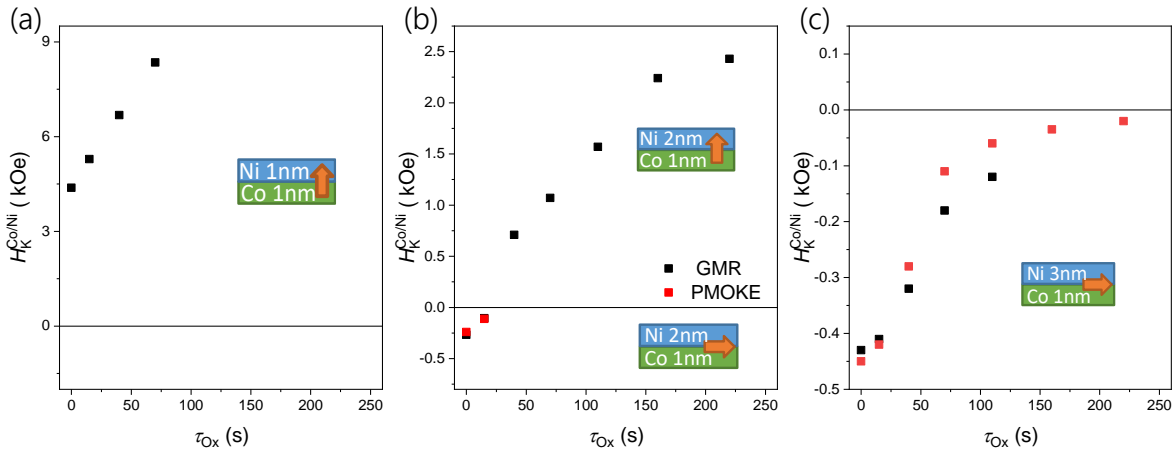 (a)
9
6
3
0
H_K^Co/Ni ( kOe)
Ni 1nm
Co 1nm
0 50 100 150 200 250
τ_Ox (s)
(b)
2.5
2.0
1.5
1.0
0.5
0.0
-0.5
H_K^Co/Ni ( kOe)
Ni 2nm
Co 1nm
GMR
PMOKE
Ni 2nm
Co 1nm
0 50 100 150 200 250
τ_Ox (s)
(c)
0.1
0.0
-0.1
-0.2
-0.3
-0.4
-0.5
H_K^Co/Ni ( kOe)
Ni 3nm
Co 1nm
0 50 100 150 200 250
τ_Ox (s)